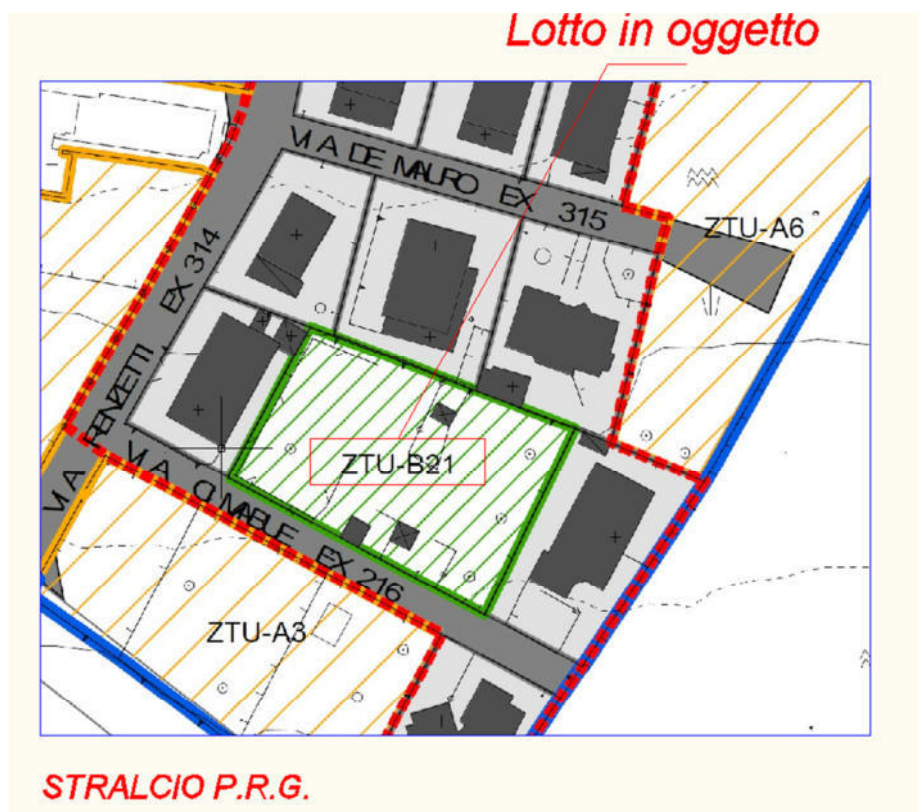 Lotto in oggetto
VIA DE MAURO EX 315
ZTU-A6
VIA RENZETTI EX 314
ZTU-B21
VIA CIMABUE EX 216
ZTU-A3
STRALCIO P.R.G.